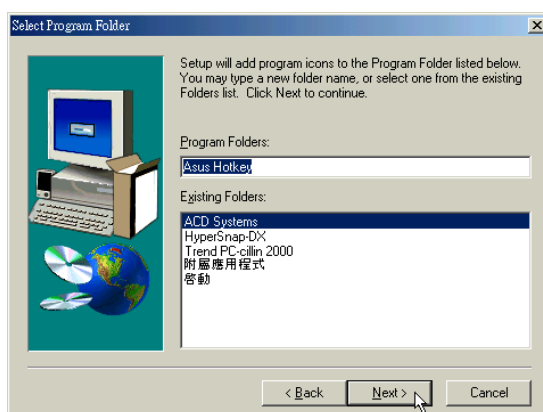 Select Program Folder
Setup will add program icons to the Program Folder listed below.
You may type a new folder name, or select one from the existing
Folders list. Click Next to continue.
Program Folders:
Asus Hotkey
Existing Folders:
ACD Systems
HyperSnap-DX
Trend PC-cillin 2000
附屬應用程式
啓動
< Back
Next >
Cancel